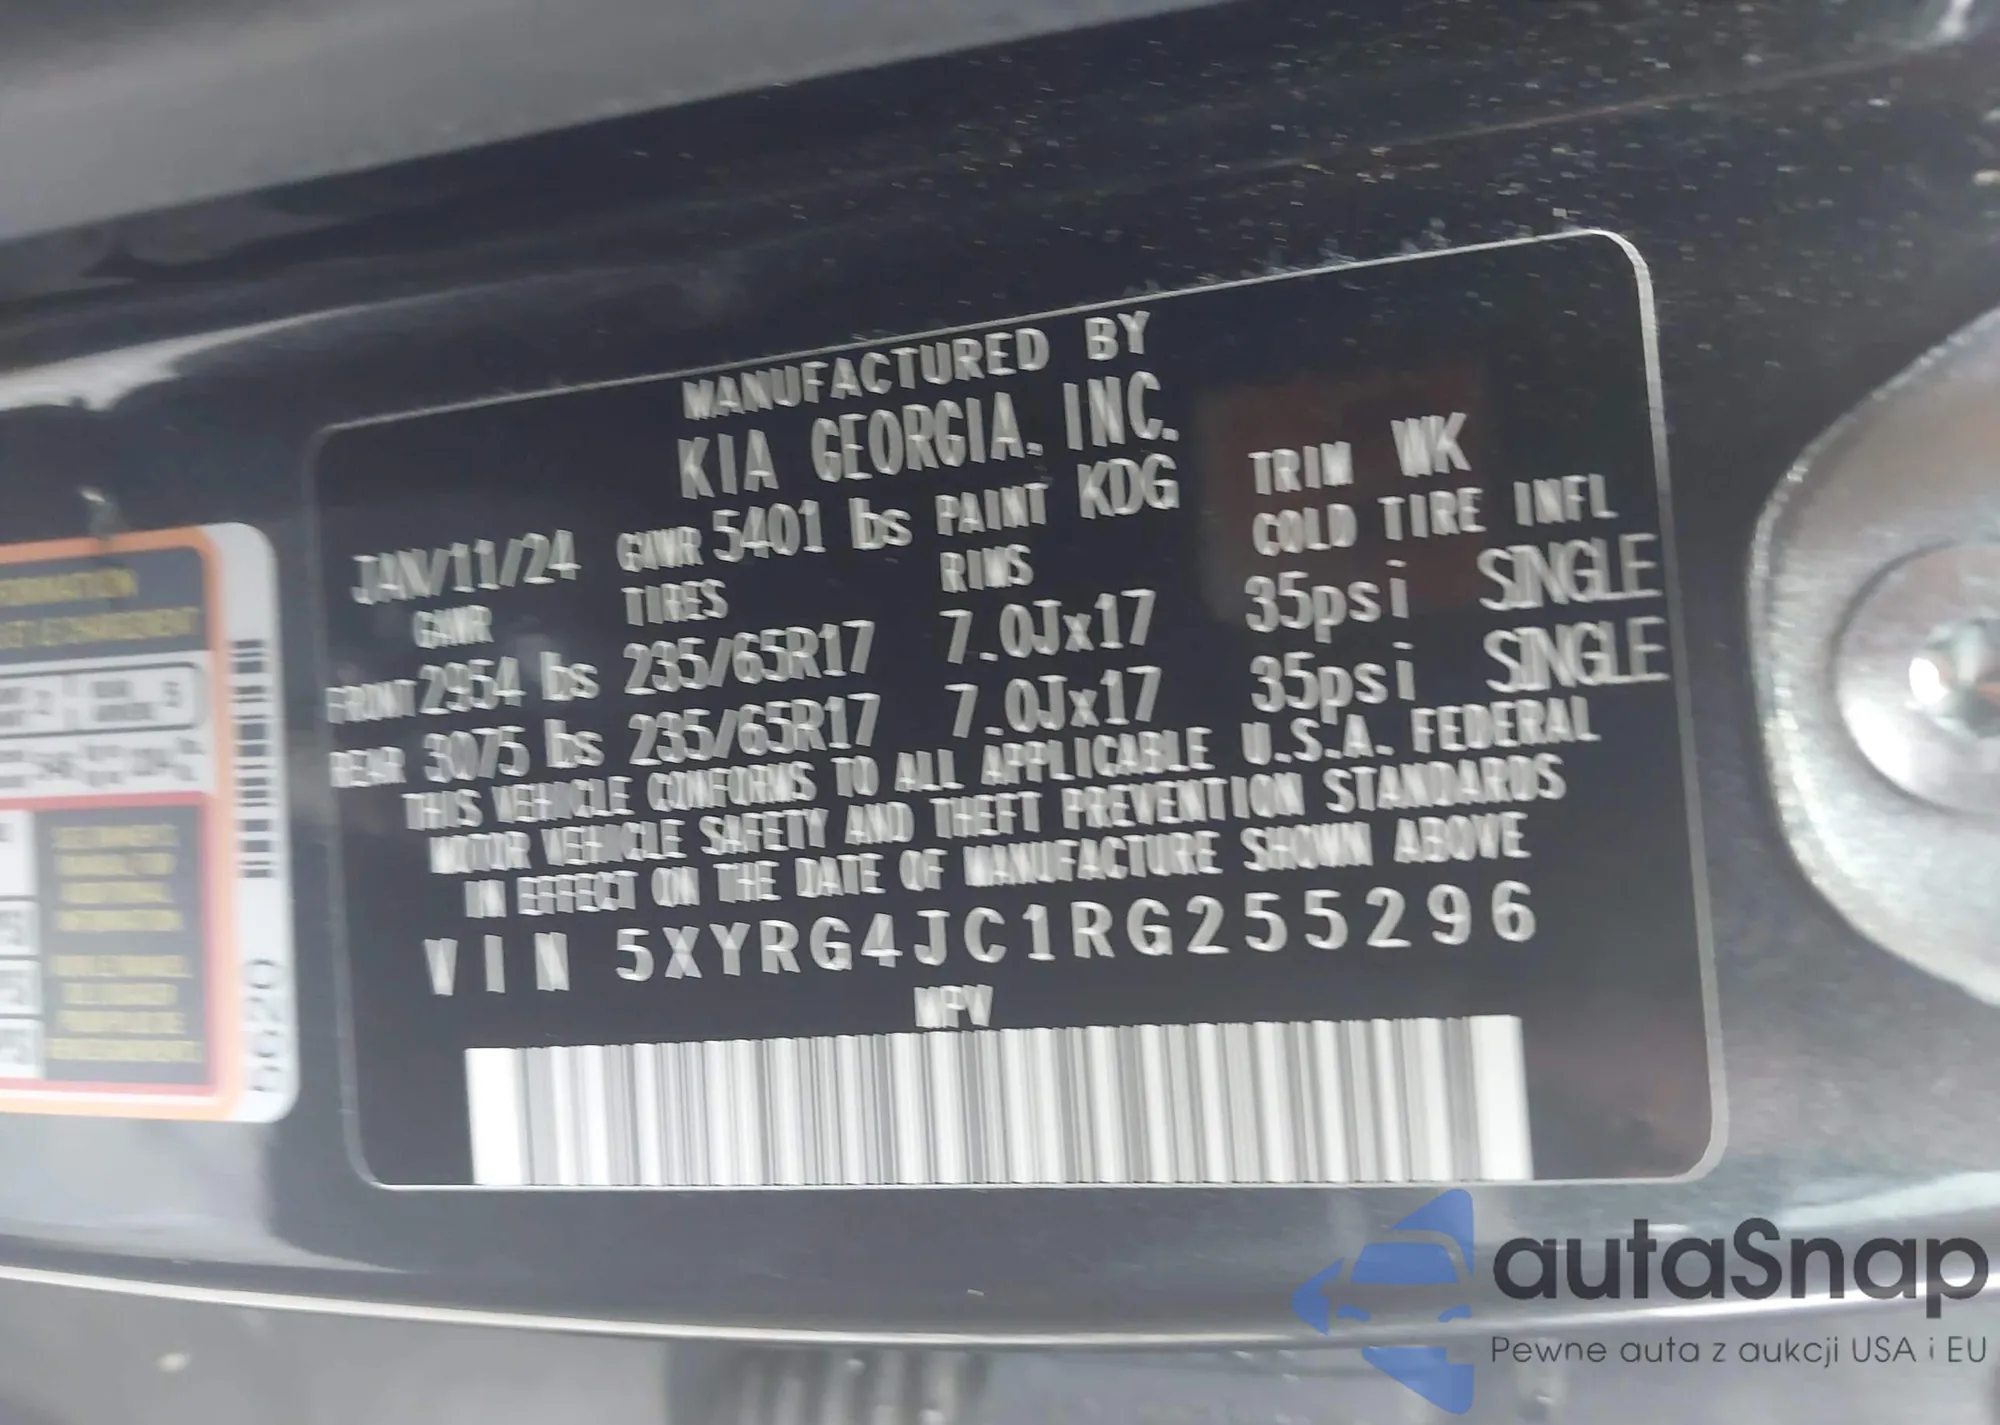 MANUFACTURED BY
KIA GEORGIA, INC.
JAN/11/24 GVWR 5401 lbs PAINT KDG TRIM WK
GAWR TIRES RIMS COLD TIRE INFL
FRONT 2954 lbs 235/65R17 7.0Jx17 35psi SINGLE
REAR 3075 lbs 235/65R17 7.0Jx17 35psi SINGLE
THIS VEHICLE CONFORMS TO ALL APPLICABLE U.S.A. FEDERAL
MOTOR VEHICLE SAFETY AND THEFT PREVENTION STANDARDS
IN EFFECT ON THE DATE OF MANUFACTURE SHOWN ABOVE
VIN 5XYRG4JC1RG255296
MPV
autaSnap
Pewne auta z aukcji USA i EU